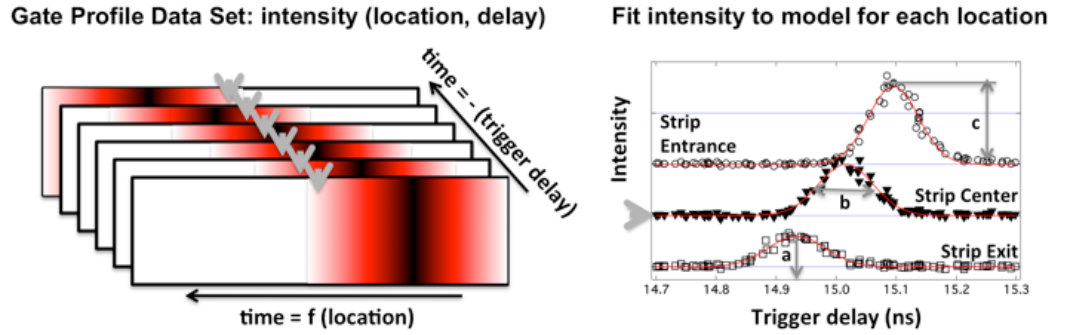 Gate Profile Data Set: intensity (location, delay)
time = - (trigger delay)
time = f (location)
Fit intensity to model for each location
Intensity
Strip
Entrance
c
Strip Center
b
Strip Exit
a
14.7 14.8 14.9 15.0 15.1 15.2 15.3
Trigger delay (ns)